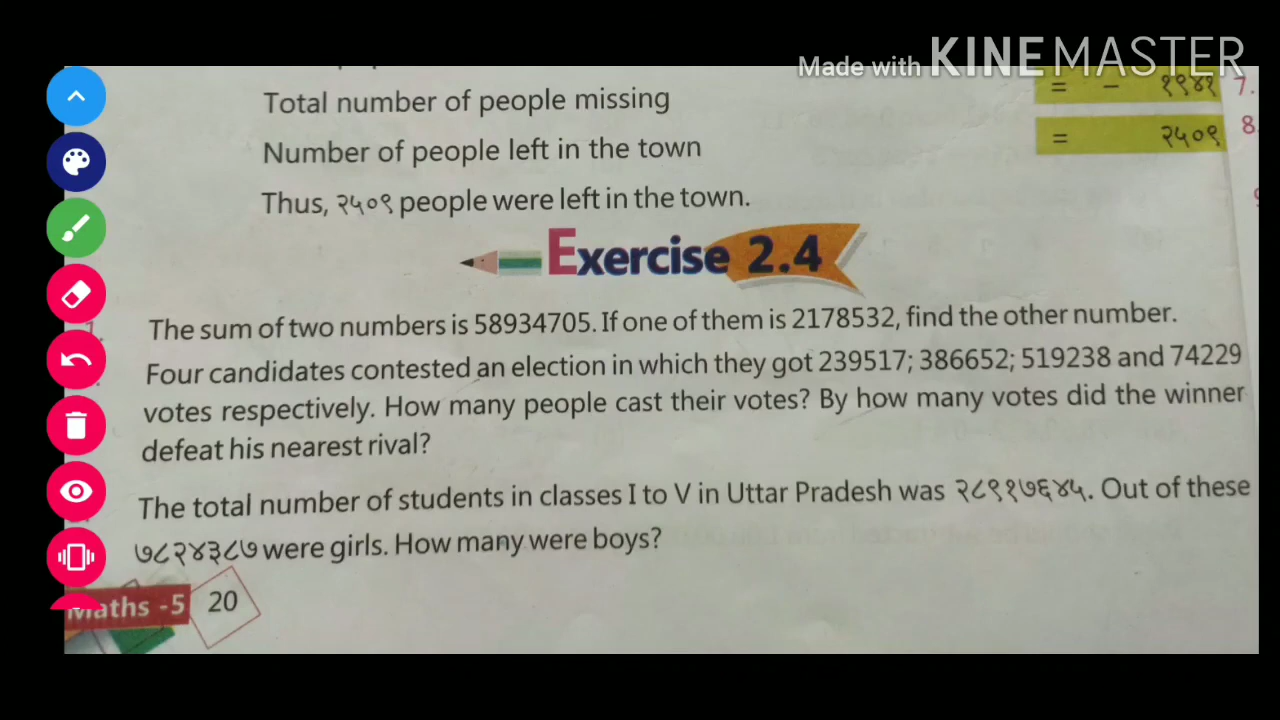 Made with KINEMASTER
Total number of people missing = – १९४१ 7.
Number of people left in the town = २५०९ 8.
Thus, २५०९ people were left in the town.
Exercise 2.4
1. The sum of two numbers is 58934705. If one of them is 2178532, find the other number.
Four candidates contested an election in which they got 239517; 386652; 519238 and 74229
votes respectively. How many people cast their votes? By how many votes did the winner
defeat his nearest rival?
The total number of students in classes I to V in Uttar Pradesh was २८९१७६४५. Out of these
७८२४३८७ were girls. How many were boys?
Maths -5 20